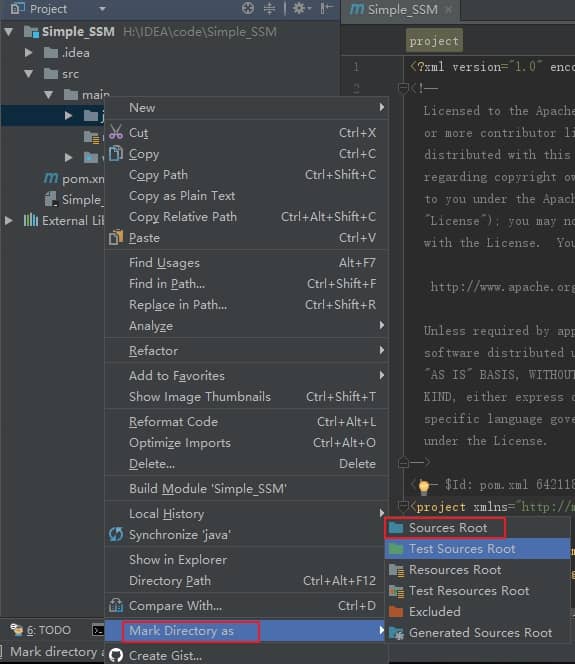 Project
Simple_SSM
Simple_SSM H:\IDEA\code\Simple_SSM
.idea
src
main
pom.xm
Simple_
External Lib
project
1 <?xml version="1.0" enco
2 <!--
Licensed to the Apache
or more contributor li
distributed with this
regarding copyright ow
to you under the Apach
"License"); you may no
with the License. You
http://www.apache.org
Unless required by app
software distributed u
"AS IS" BASIS, WITHOUT
KIND, either express o
specific language gove
under the License.
-->
<!-- $Id: pom.xml 642118
<project xmlns="http://m
New
Cut Ctrl+X
Copy Ctrl+C
Copy Path Ctrl+Shift+C
Copy as Plain Text
Copy Relative Path Ctrl+Alt+Shift+C
Paste Ctrl+V
Find Usages Alt+F7
Find in Path... Ctrl+Shift+F
Replace in Path... Ctrl+Shift+R
Analyze
Refactor
Add to Favorites
Show Image Thumbnails Ctrl+Shift+T
Reformat Code Ctrl+Alt+L
Optimize Imports Ctrl+Alt+O
Delete... Delete
Build Module 'Simple_SSM'
Local History
Synchronize 'java'
Show in Explorer
Directory Path Ctrl+Alt+F12
Compare With... Ctrl+D
Mark Directory as
Create Gist...
Sources Root
Test Sources Root
Resources Root
Test Resources Root
Excluded
Generated Sources Root
6: TODO
Mark directory a